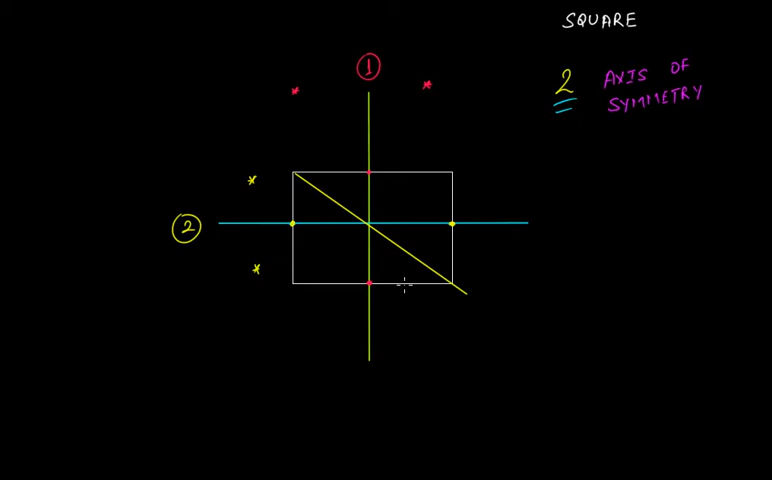 SQUARE
1
2 AXIS OF
SYMMETRY
2